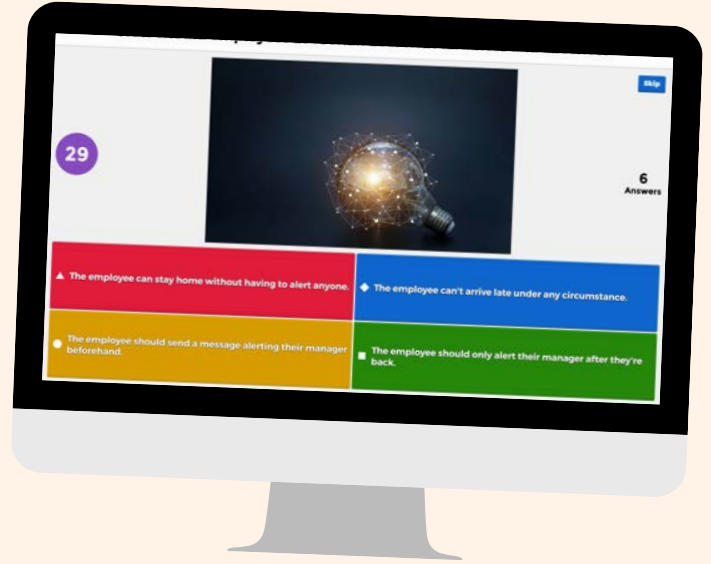 Skip
29
6
Answers
The employee can stay home without having to alert anyone.
The employee can't arrive late under any circumstance.
The employee should send a message alerting their manager
beforehand.
The employee should only alert their manager after they're
back.